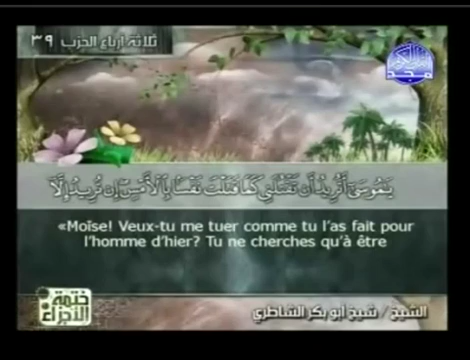 ثلاثة أرباع الحزب ٣٩
المجد
يَٰمُوسَىٰٓ أَتُرِيدُ أَن تَقْتُلَنِى كَمَا قَتَلْتَ نَفْسًۢا بِٱلْأَمْسِ إِن تُرِيدُ إِلَّا
«Moïse! Veux-tu me tuer comme tu l'as fait pour
l'homme d'hier? Tu ne cherches qu'à être
ختمة
الأجزاء
الشيخ / شيخ أبو بكر الشاطري